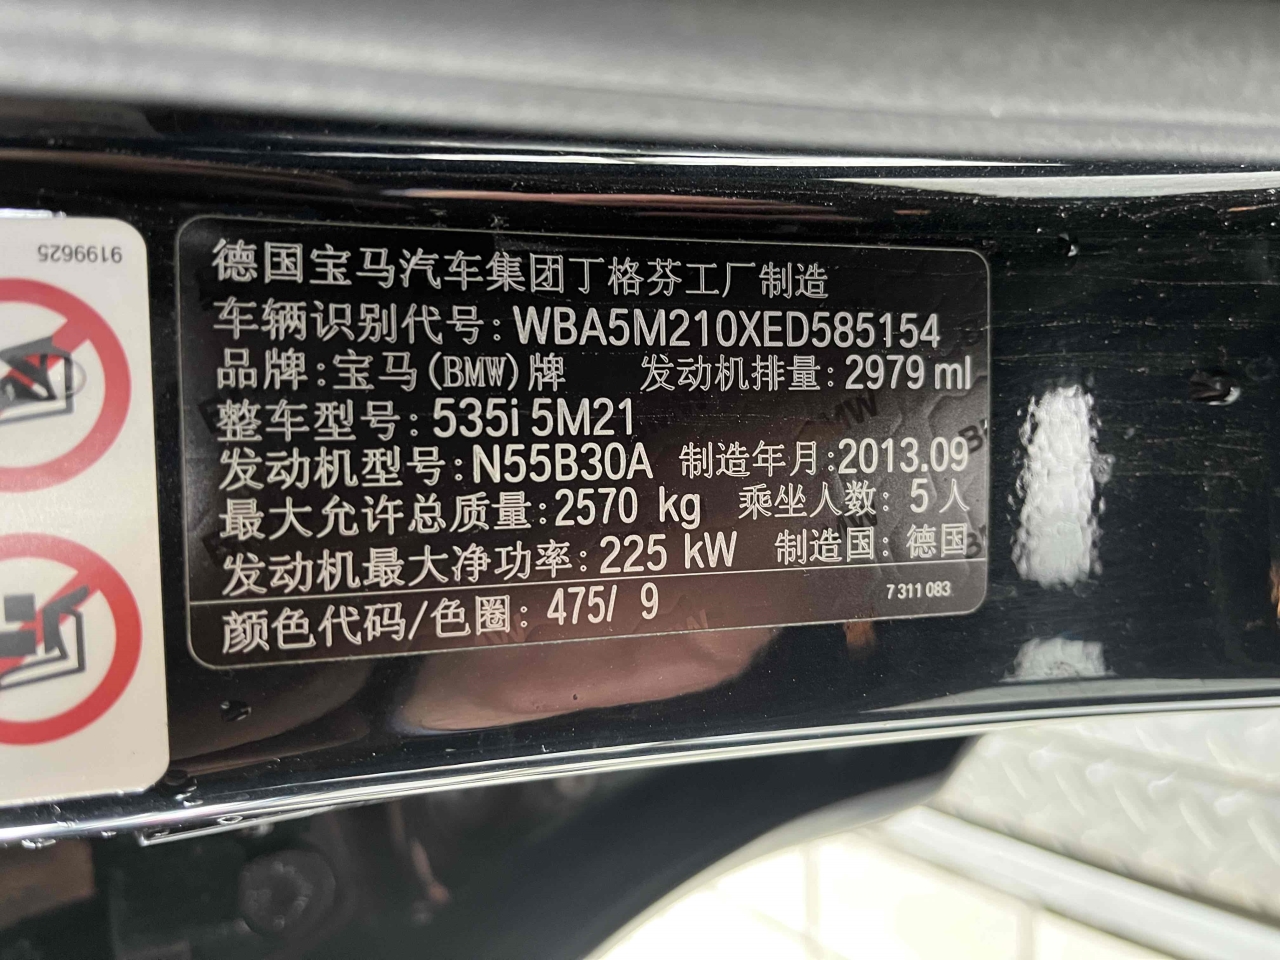 9199625
德国宝马汽车集团丁格芬工厂制造
车辆识别代号:WBA5M210XED585154
品牌:宝马(BMW)牌 发动机排量:2979 ml
整车型号:535i 5M21
发动机型号:N55B30A 制造年月:2013.09
最大允许总质量:2570 kg 乘坐人数: 5 人
发动机最大净功率:225 kW 制造国:德国
颜色代码/色圈: 475/ 9
7 311 083